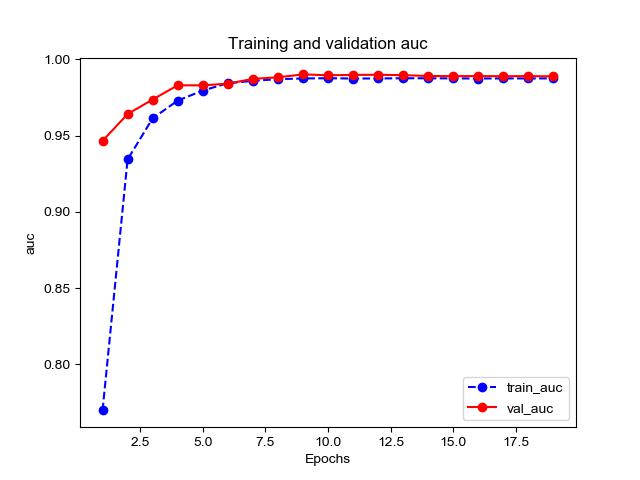 Training and validation auc
1.00
0.95
0.90
0.85
0.80
auc
2.5 5.0 7.5 10.0 12.5 15.0 17.5
Epochs
train_auc
val_auc